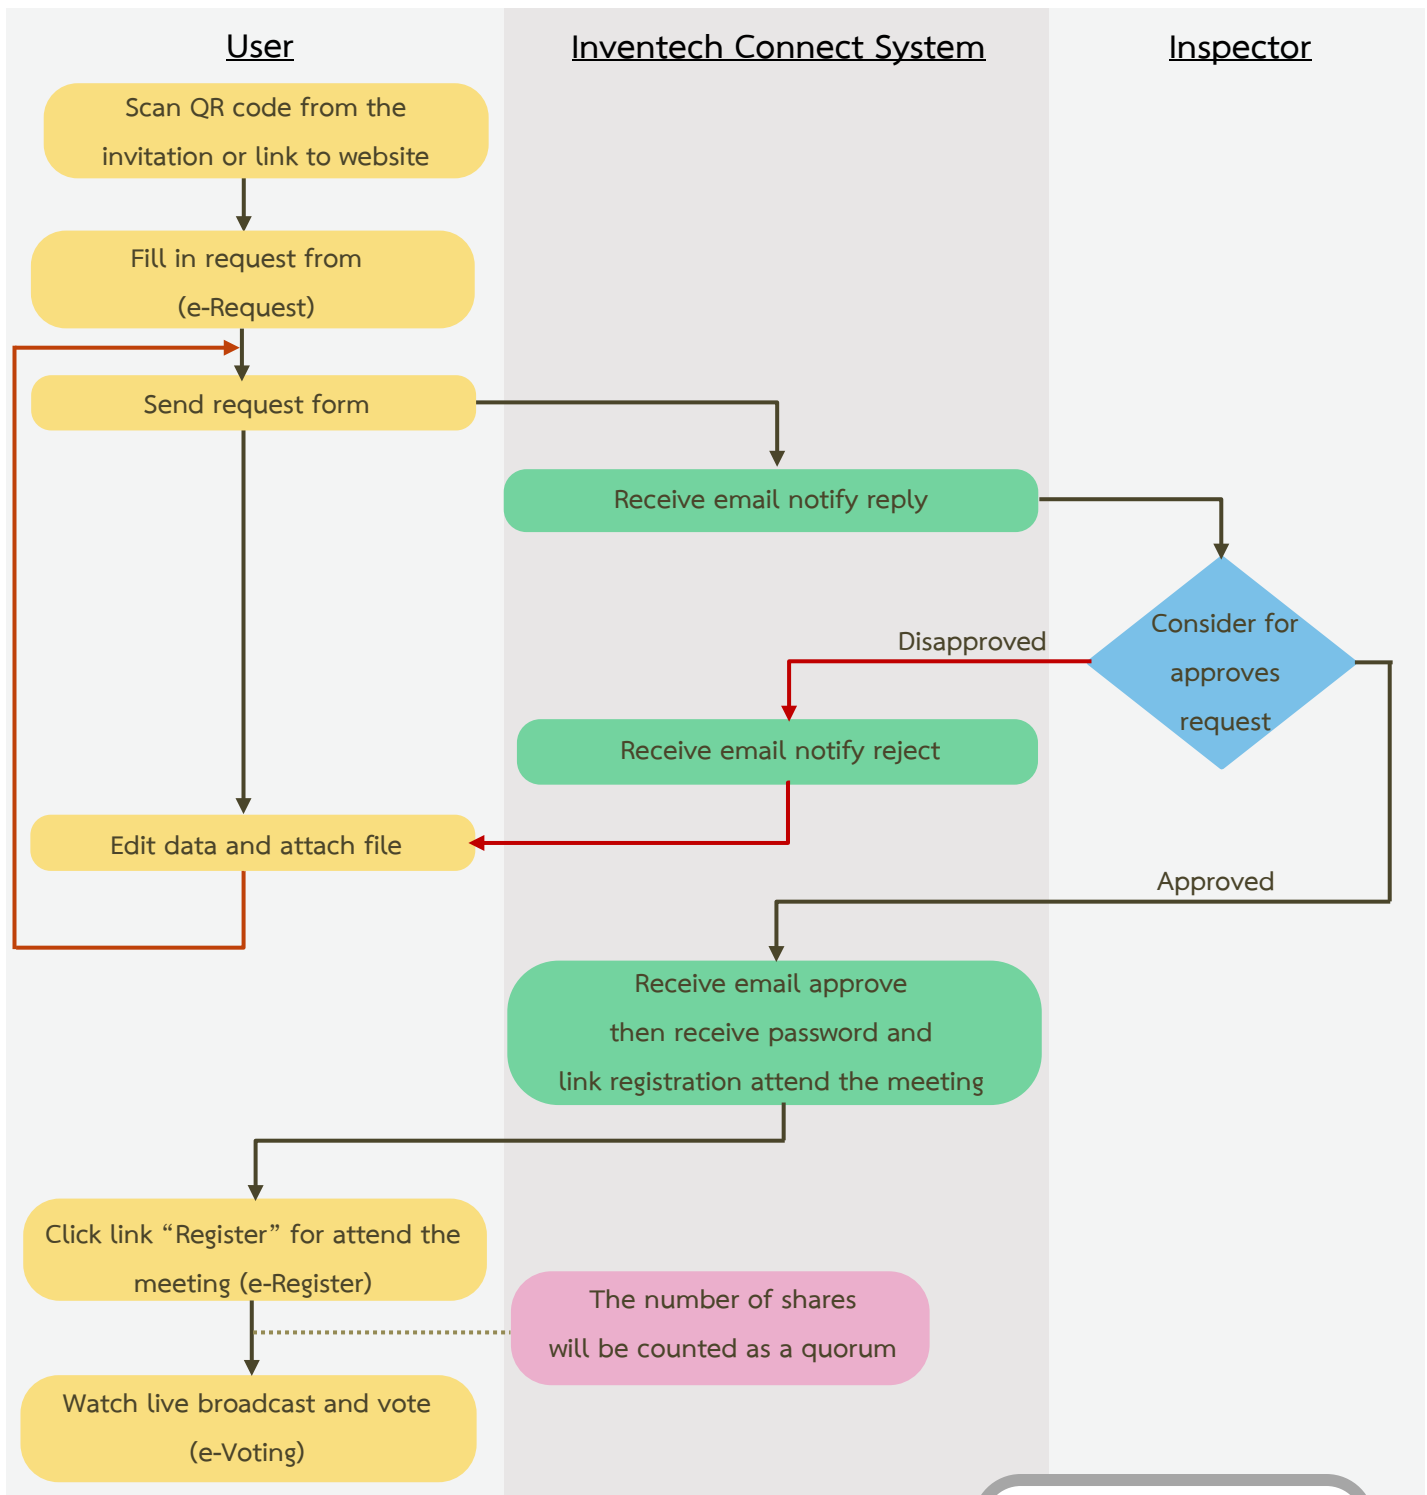 User
Inventech Connect System
Inspector
Scan QR code from the
invitation or link to website
Fill in request from
(e-Request)
Send request form
Receive email notify reply
Consider for
approves
request
Disapproved
Receive email notify reject
Edit data and attach file
Approved
Receive email approve
then receive password and
link registration attend the meeting
Click link “Register” for attend the
meeting (e-Register)
The number of shares
will be counted as a quorum
Watch live broadcast and vote
(e-Voting)